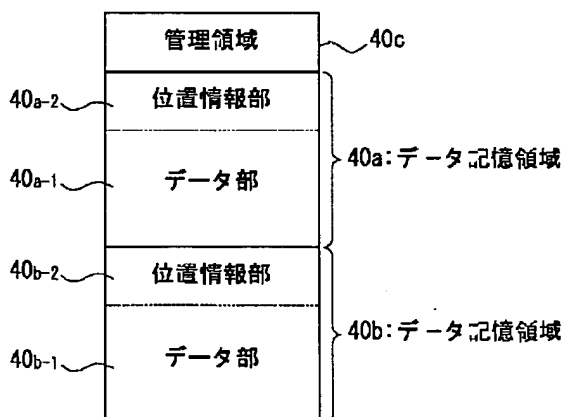 管理領域 40c
40a-2 位置情報部
40a-1 データ部
40a:データ記憶領域
40b-2 位置情報部
40b-1 データ部
40b:データ記憶領域